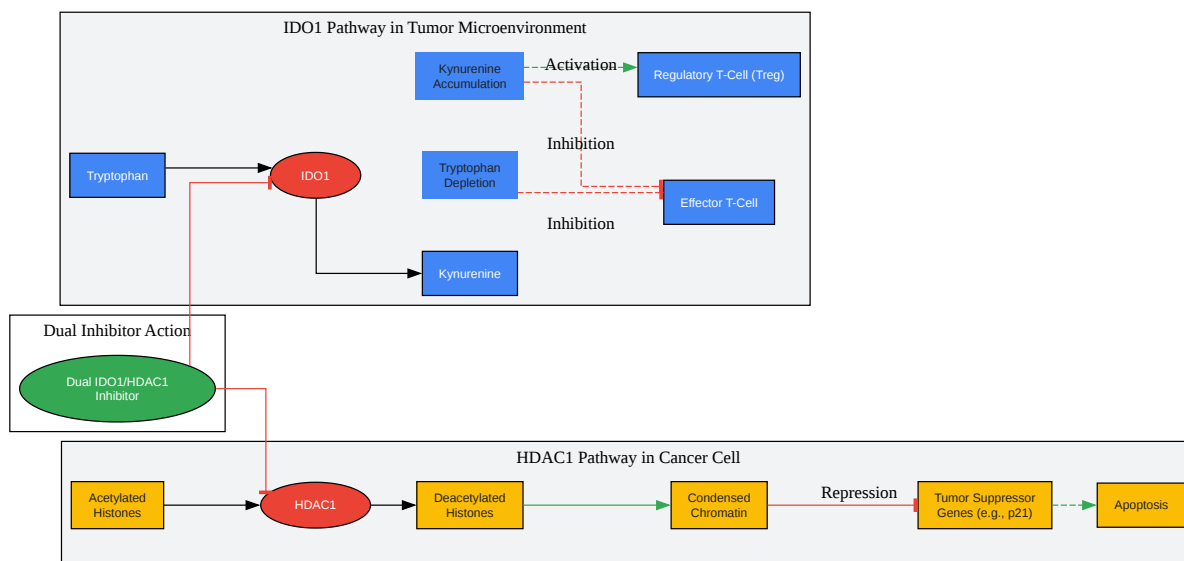 IDO1 Pathway in Tumor Microenvironment
Kynurenine
Accumulation
Activation
Regulatory T-Cell (Treg)
Inhibition
Tryptophan
IDO1
Tryptophan
Depletion
Effector T-Cell
Inhibition
Kynurenine
Dual Inhibitor Action
Dual IDO1/HDAC1
Inhibitor
HDAC1 Pathway in Cancer Cell
Acetylated
Histones
HDAC1
Deacetylated
Histones
Condensed
Chromatin
Repression
Tumor Suppressor
Genes (e.g., p21)
Apoptosis